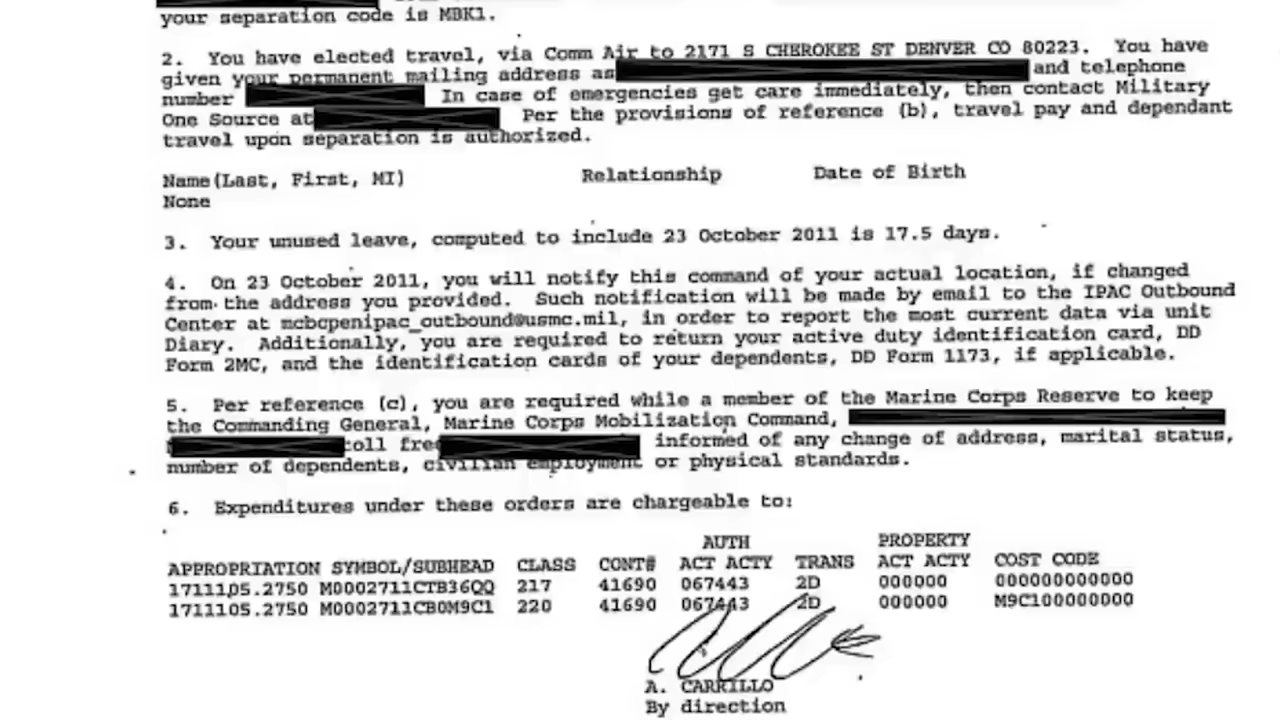 your separation code is MBK1.
2. You have elected travel, via Comm Air to 2171 S CHEROKEE ST DENVER CO 80223. You have
given your permanent mailing address as and telephone
number In case of emergencies get care immediately, then contact Military
One Source at Per the provisions of reference (b), travel pay and dependant
travel upon separation is authorized.
Name(Last, First, MI) Relationship Date of Birth
None
3. Your unused leave, computed to include 23 October 2011 is 17.5 days.
4. On 23 October 2011, you will notify this command of your actual location, if changed
from the address you provided. Such notification will be made by email to the IPAC Outbound
Center at mcbcpenipac_outbound@usmc.mil, in order to report the most current data via unit
Diary. Additionally, you are required to return your active duty identification card, DD
Form 2MC, and the identification cards of your dependents, DD Form 1173, if applicable.
5. Per reference (c), you are required while a member of the Marine Corps Reserve to keep
the Commanding General, Marine Corps Mobilization Command,
toll free informed of any change of address, marital status,
number of dependents, civilian employment or physical standards.
6. Expenditures under these orders are chargeable to:
AUTH PROPERTY
APPROPRIATION SYMBOL/SUBHEAD CLASS CONT# ACT ACTY TRANS ACT ACTY COST CODE
1711105.2750 M0002711CTB36QQ 217 41690 067443 2D 000000 000000000000
1711105.2750 M0002711CB0M9C1 220 41690 067443 2D 000000 M9C100000000
A. CARRILLO
By direction